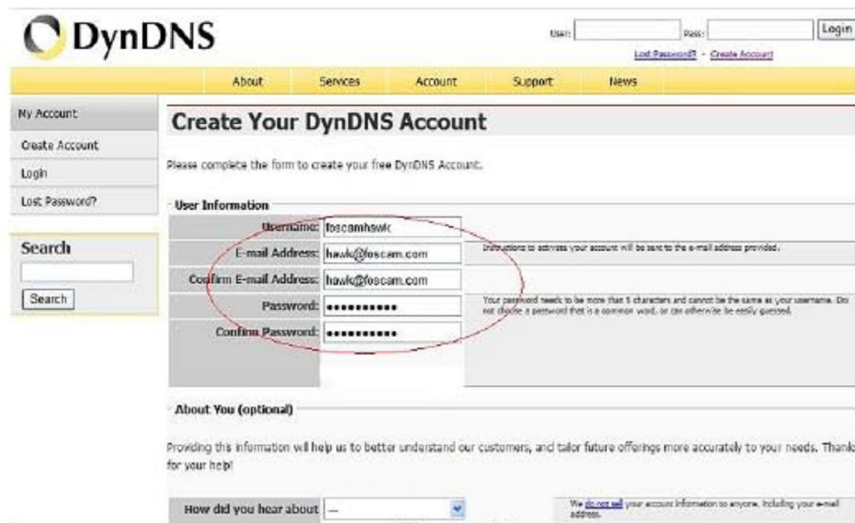 DynDNS
User:
Pass:
Login
Lost Password? - Create Account
About Services Account Support News
My Account
Create Account
Login
Lost Password?
Search
Search
Create Your DynDNS Account
Please complete the form to create your free DynDNS Account.
User Information
Username: foscamhawk
E-mail Address: hawk@foscam.com
Instructions to activate your account will be sent to the e-mail address provided.
Confirm E-mail Address: hawk@foscam.com
Password: ••••••••••
Your password needs to be more than 5 characters and cannot be the same as your username. Do
not choose a password that is a common word, or can otherwise be easily guessed.
Confirm Password: ••••••••••
About You (optional)
Providing this information will help us to better understand our customers, and tailor future offerings more accurately to your needs. Thank
for your help!
How did you hear about ---
We do not sell your account information to anyone, including your e-mail
address.